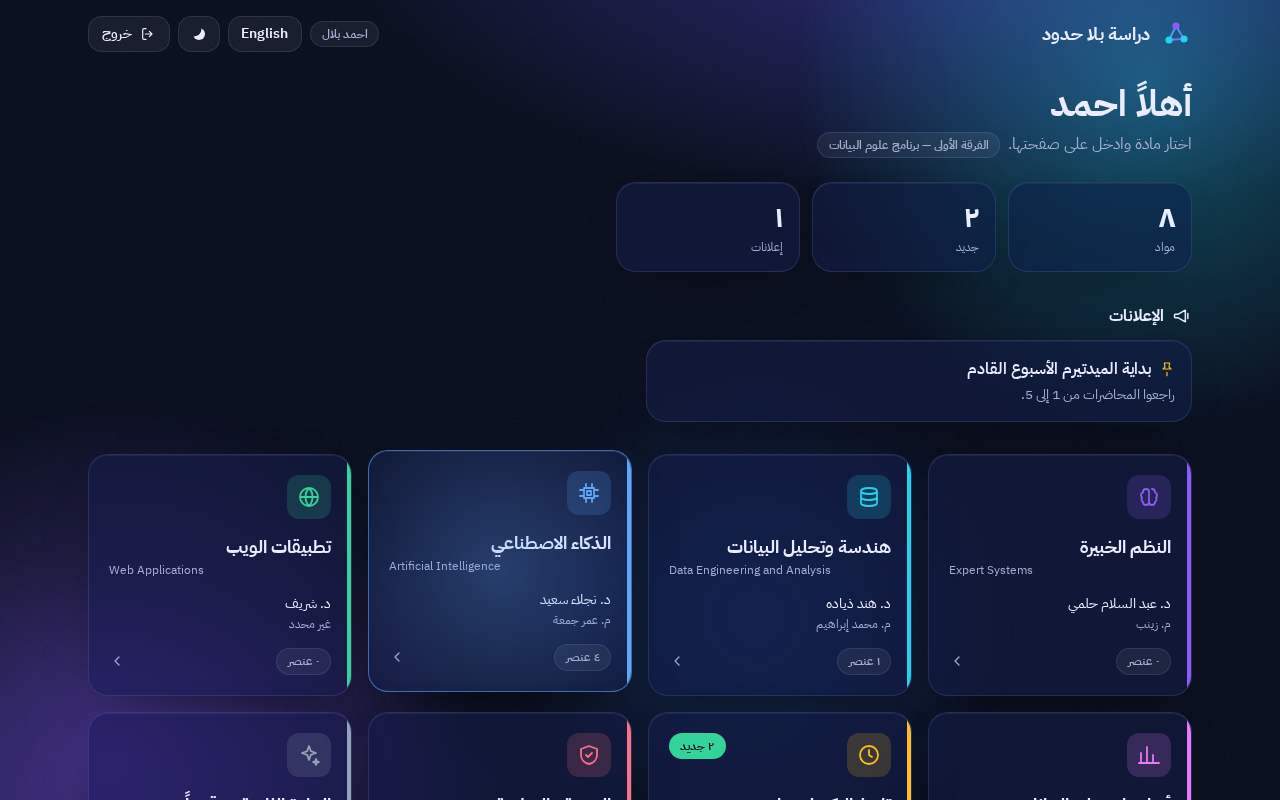 دراسة بلا حدود
احمد بلال
English
خروج
أهلاً احمد
اختار مادة وادخل على صفحتها.
الفرقة الأولى — برنامج علوم البيانات
٨
مواد
٢
جديد
١
إعلانات
الإعلانات
بداية الميدتيرم الأسبوع القادم
راجعوا المحاضرات من 1 إلى 5.
النظم الخبيرة
Expert Systems
د. عبد السلام حلمي
م. زينب
٠ عنصر
هندسة وتحليل البيانات
Data Engineering and Analysis
د. هند ذياده
م. محمد إبراهيم
١ عنصر
الذكاء الاصطناعي
Artificial Intelligence
د. نجلاء سعيد
م. عمر جمعة
٤ عنصر
تطبيقات الويب
Web Applications
د. شريف
غير محدد
٠ عنصر
٢ جديد